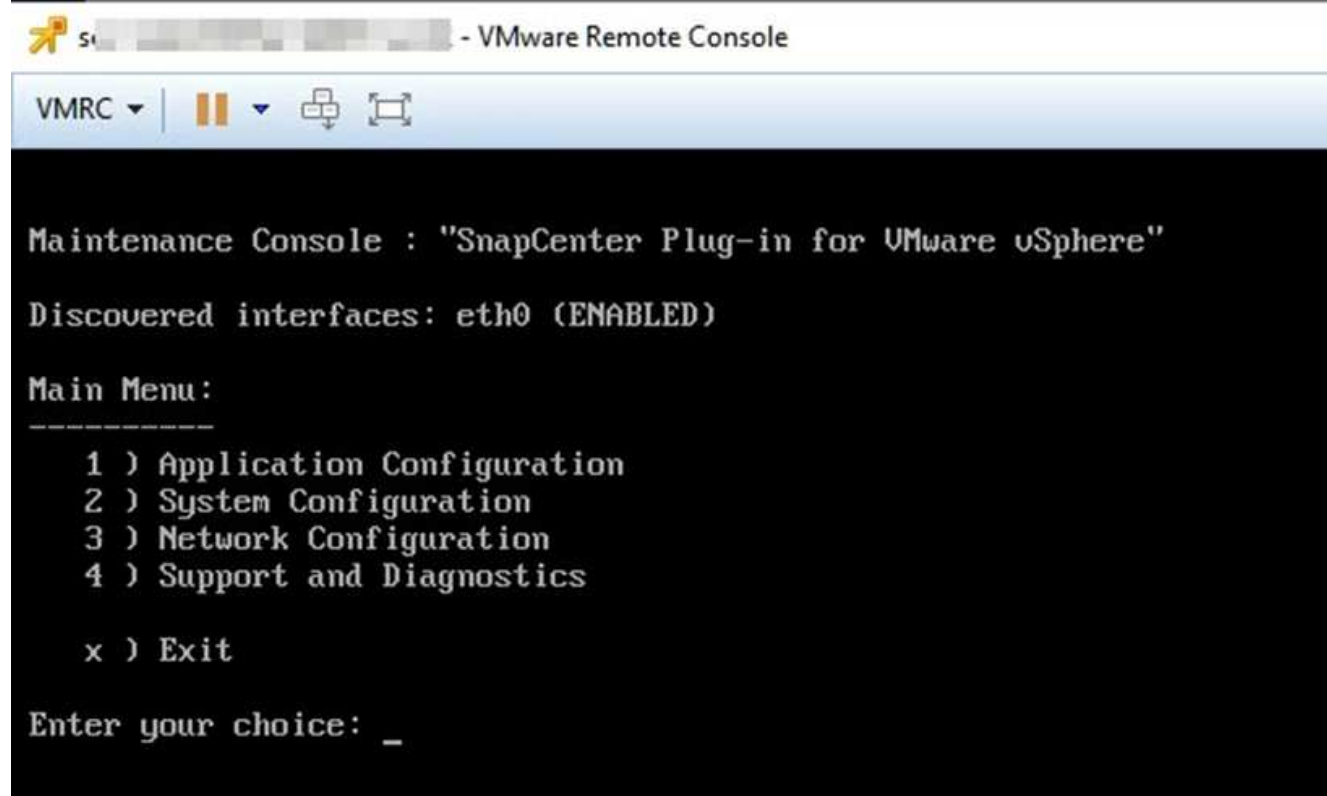 - VMware Remote Console
VMRC
Maintenance Console : "SnapCenter Plug-in for VMware vSphere"
Discovered interfaces: eth0 (ENABLED)
Main Menu:
----------
1 ) Application Configuration
2 ) System Configuration
3 ) Network Configuration
4 ) Support and Diagnostics
x ) Exit
Enter your choice: _